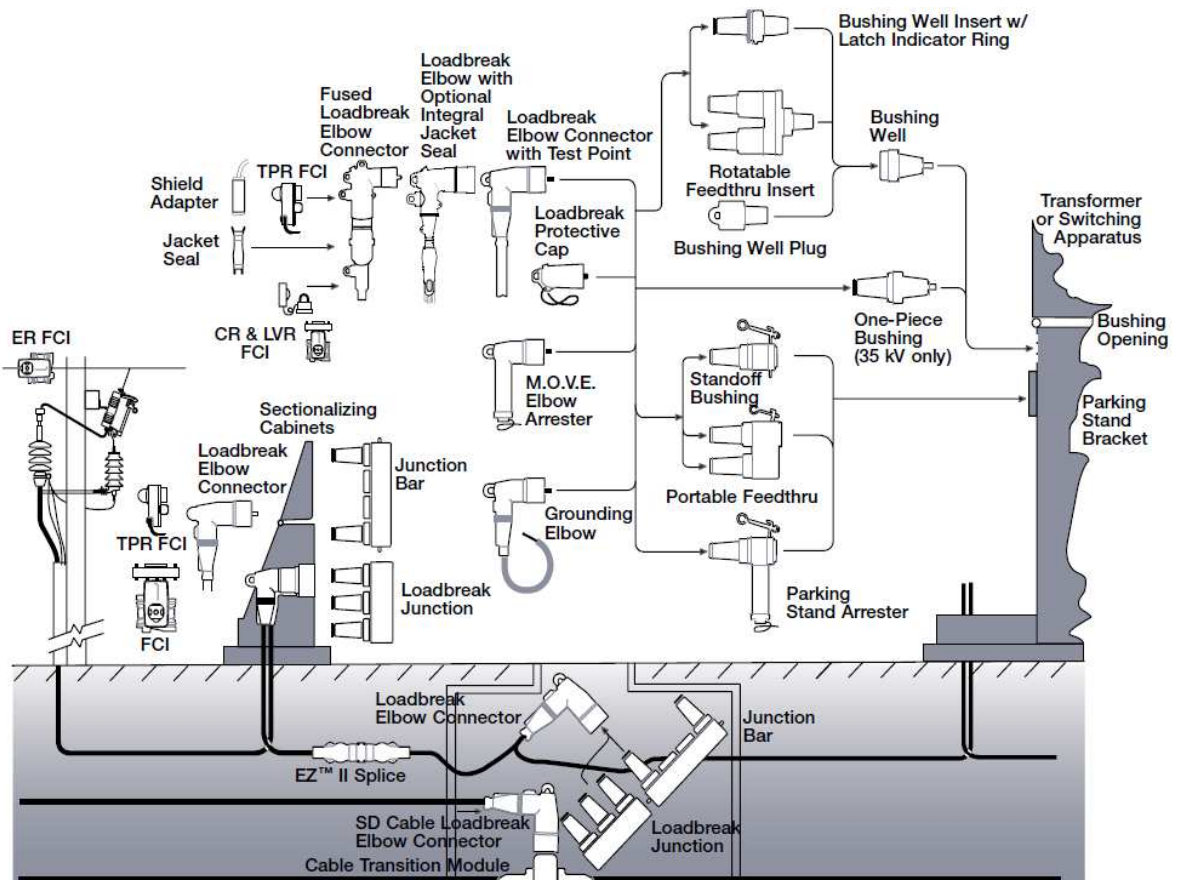 Bushing Well Insert w/
Latch Indicator Ring
Loadbreak
Elbow with
Optional
Integral
Jacket
Seal
Fused
Loadbreak
Elbow
Connector
Loadbreak
Elbow Connector
with Test Point
Bushing
Well
TPR FCI
Shield
Adapter
Rotatable
Feedthru Insert
Transformer
or Switching
Apparatus
Loadbreak
Protective
Cap
Jacket
Seal
Bushing Well Plug
CR & LVR
FCI
One-Piece
Bushing
(35 kV only)
Bushing
Opening
ER FCI
M.O.V.E.
Elbow
Arrester
Standoff
Bushing
Parking
Stand
Bracket
Sectionalizing
Cabinets
Loadbreak
Elbow
Connector
Junction
Bar
Portable Feedthru
Grounding
Elbow
TPR FCI
Loadbreak
Junction
Parking
Stand Arrester
FCI
Loadbreak
Elbow Connector
Junction
Bar
EZ™ II Splice
SD Cable Loadbreak
Elbow Connector
Loadbreak
Junction
Cable Transition Module